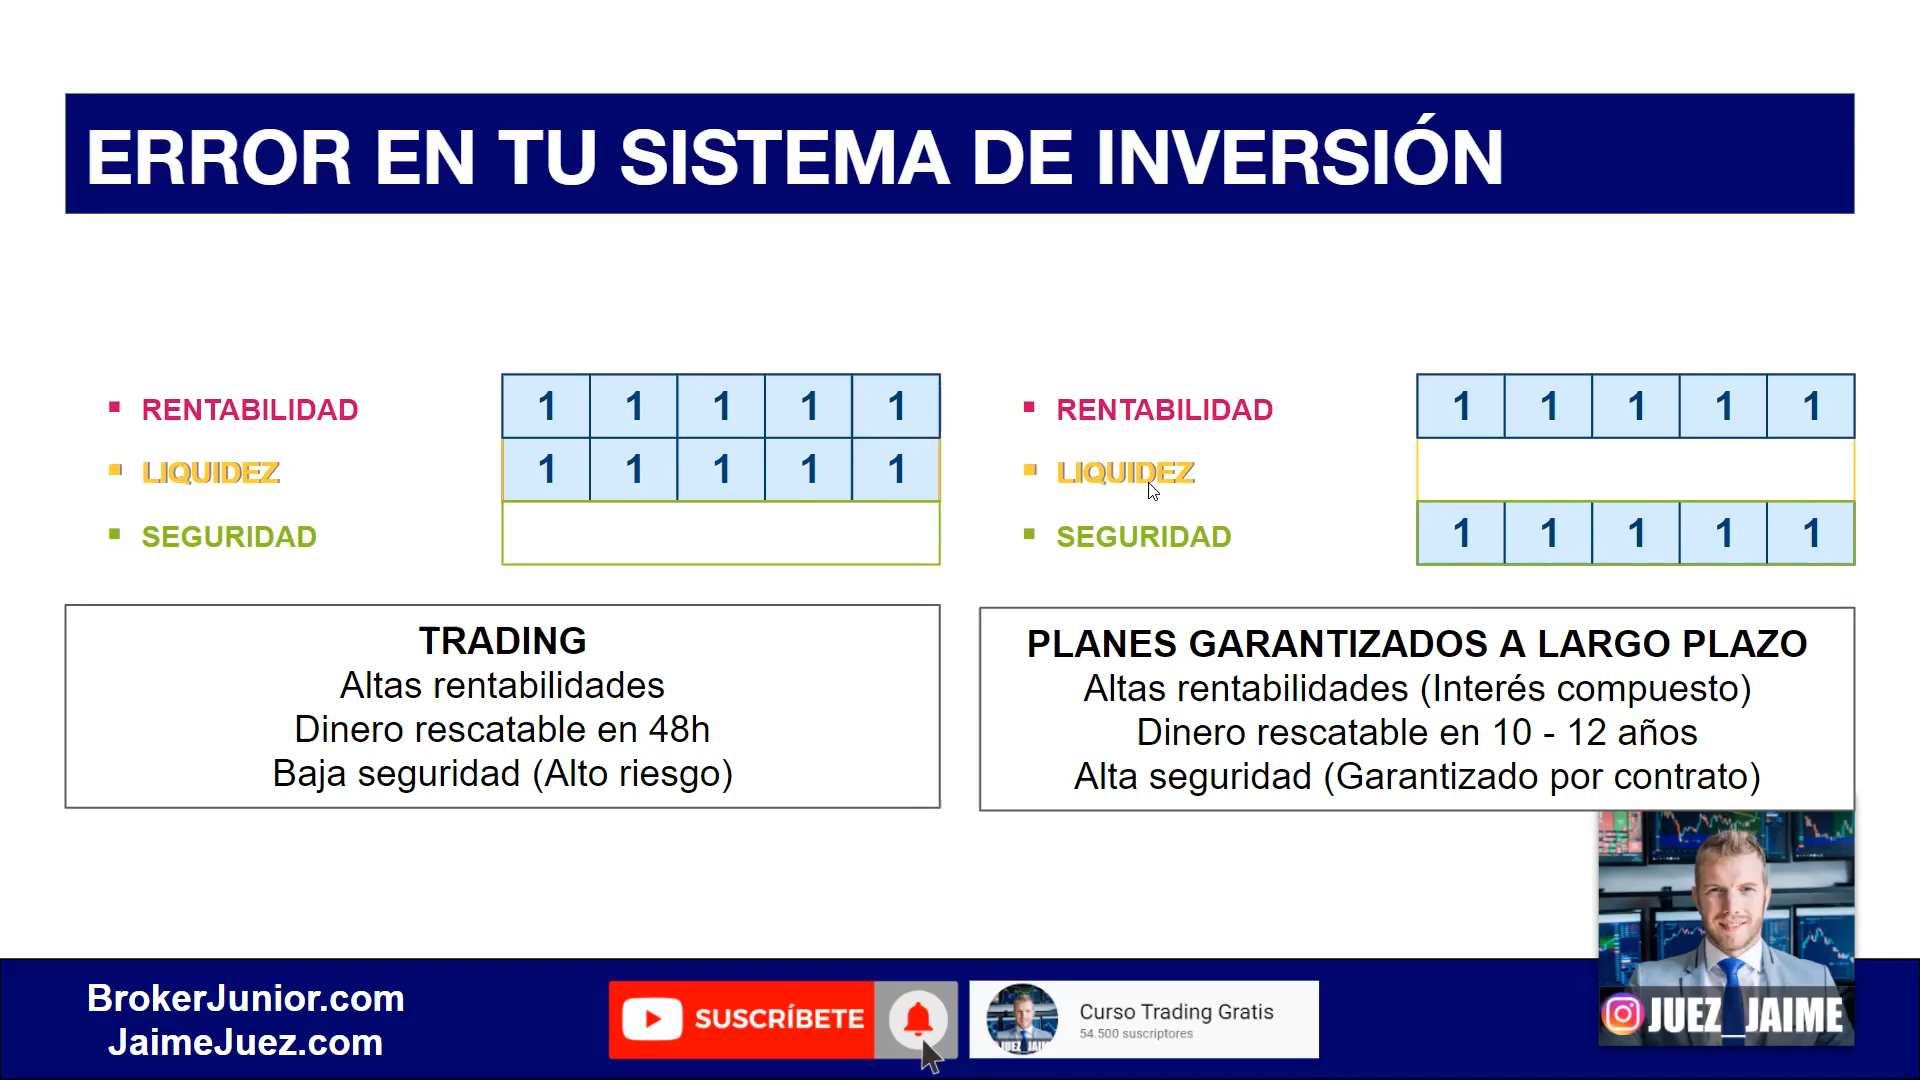 ERROR EN TU SISTEMA DE INVERSIÓN
RENTABILIDAD 1 1 1 1 1
LIQUIDEZ 1 1 1 1 1
SEGURIDAD
TRADING
Altas rentabilidades
Dinero rescatable en 48h
Baja seguridad (Alto riesgo)
RENTABILIDAD 1 1 1 1 1
LIQUIDEZ
SEGURIDAD 1 1 1 1 1
PLANES GARANTIZADOS A LARGO PLAZO
Altas rentabilidades (Interés compuesto)
Dinero rescatable en 10 - 12 años
Alta seguridad (Garantizado por contrato)
BrokerJunior.com
JaimeJuez.com
SUSCRÍBETE
Curso Trading Gratis
54.500 suscriptores
JUEZ_JAIME